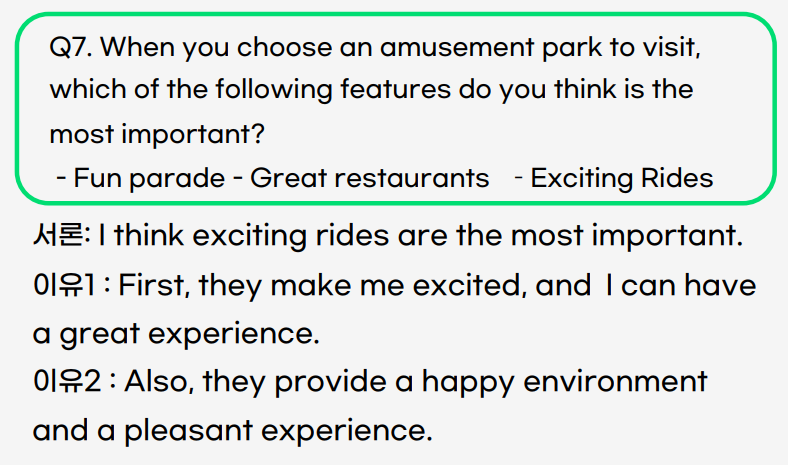 Q7. When you choose an amusement park to visit,
which of the following features do you think is the
most important?
- Fun parade - Great restaurants - Exciting Rides
서론: I think exciting rides are the most important.
이유1 : First, they make me excited, and I can have
a great experience.
이유2 : Also, they provide a happy environment
and a pleasant experience.